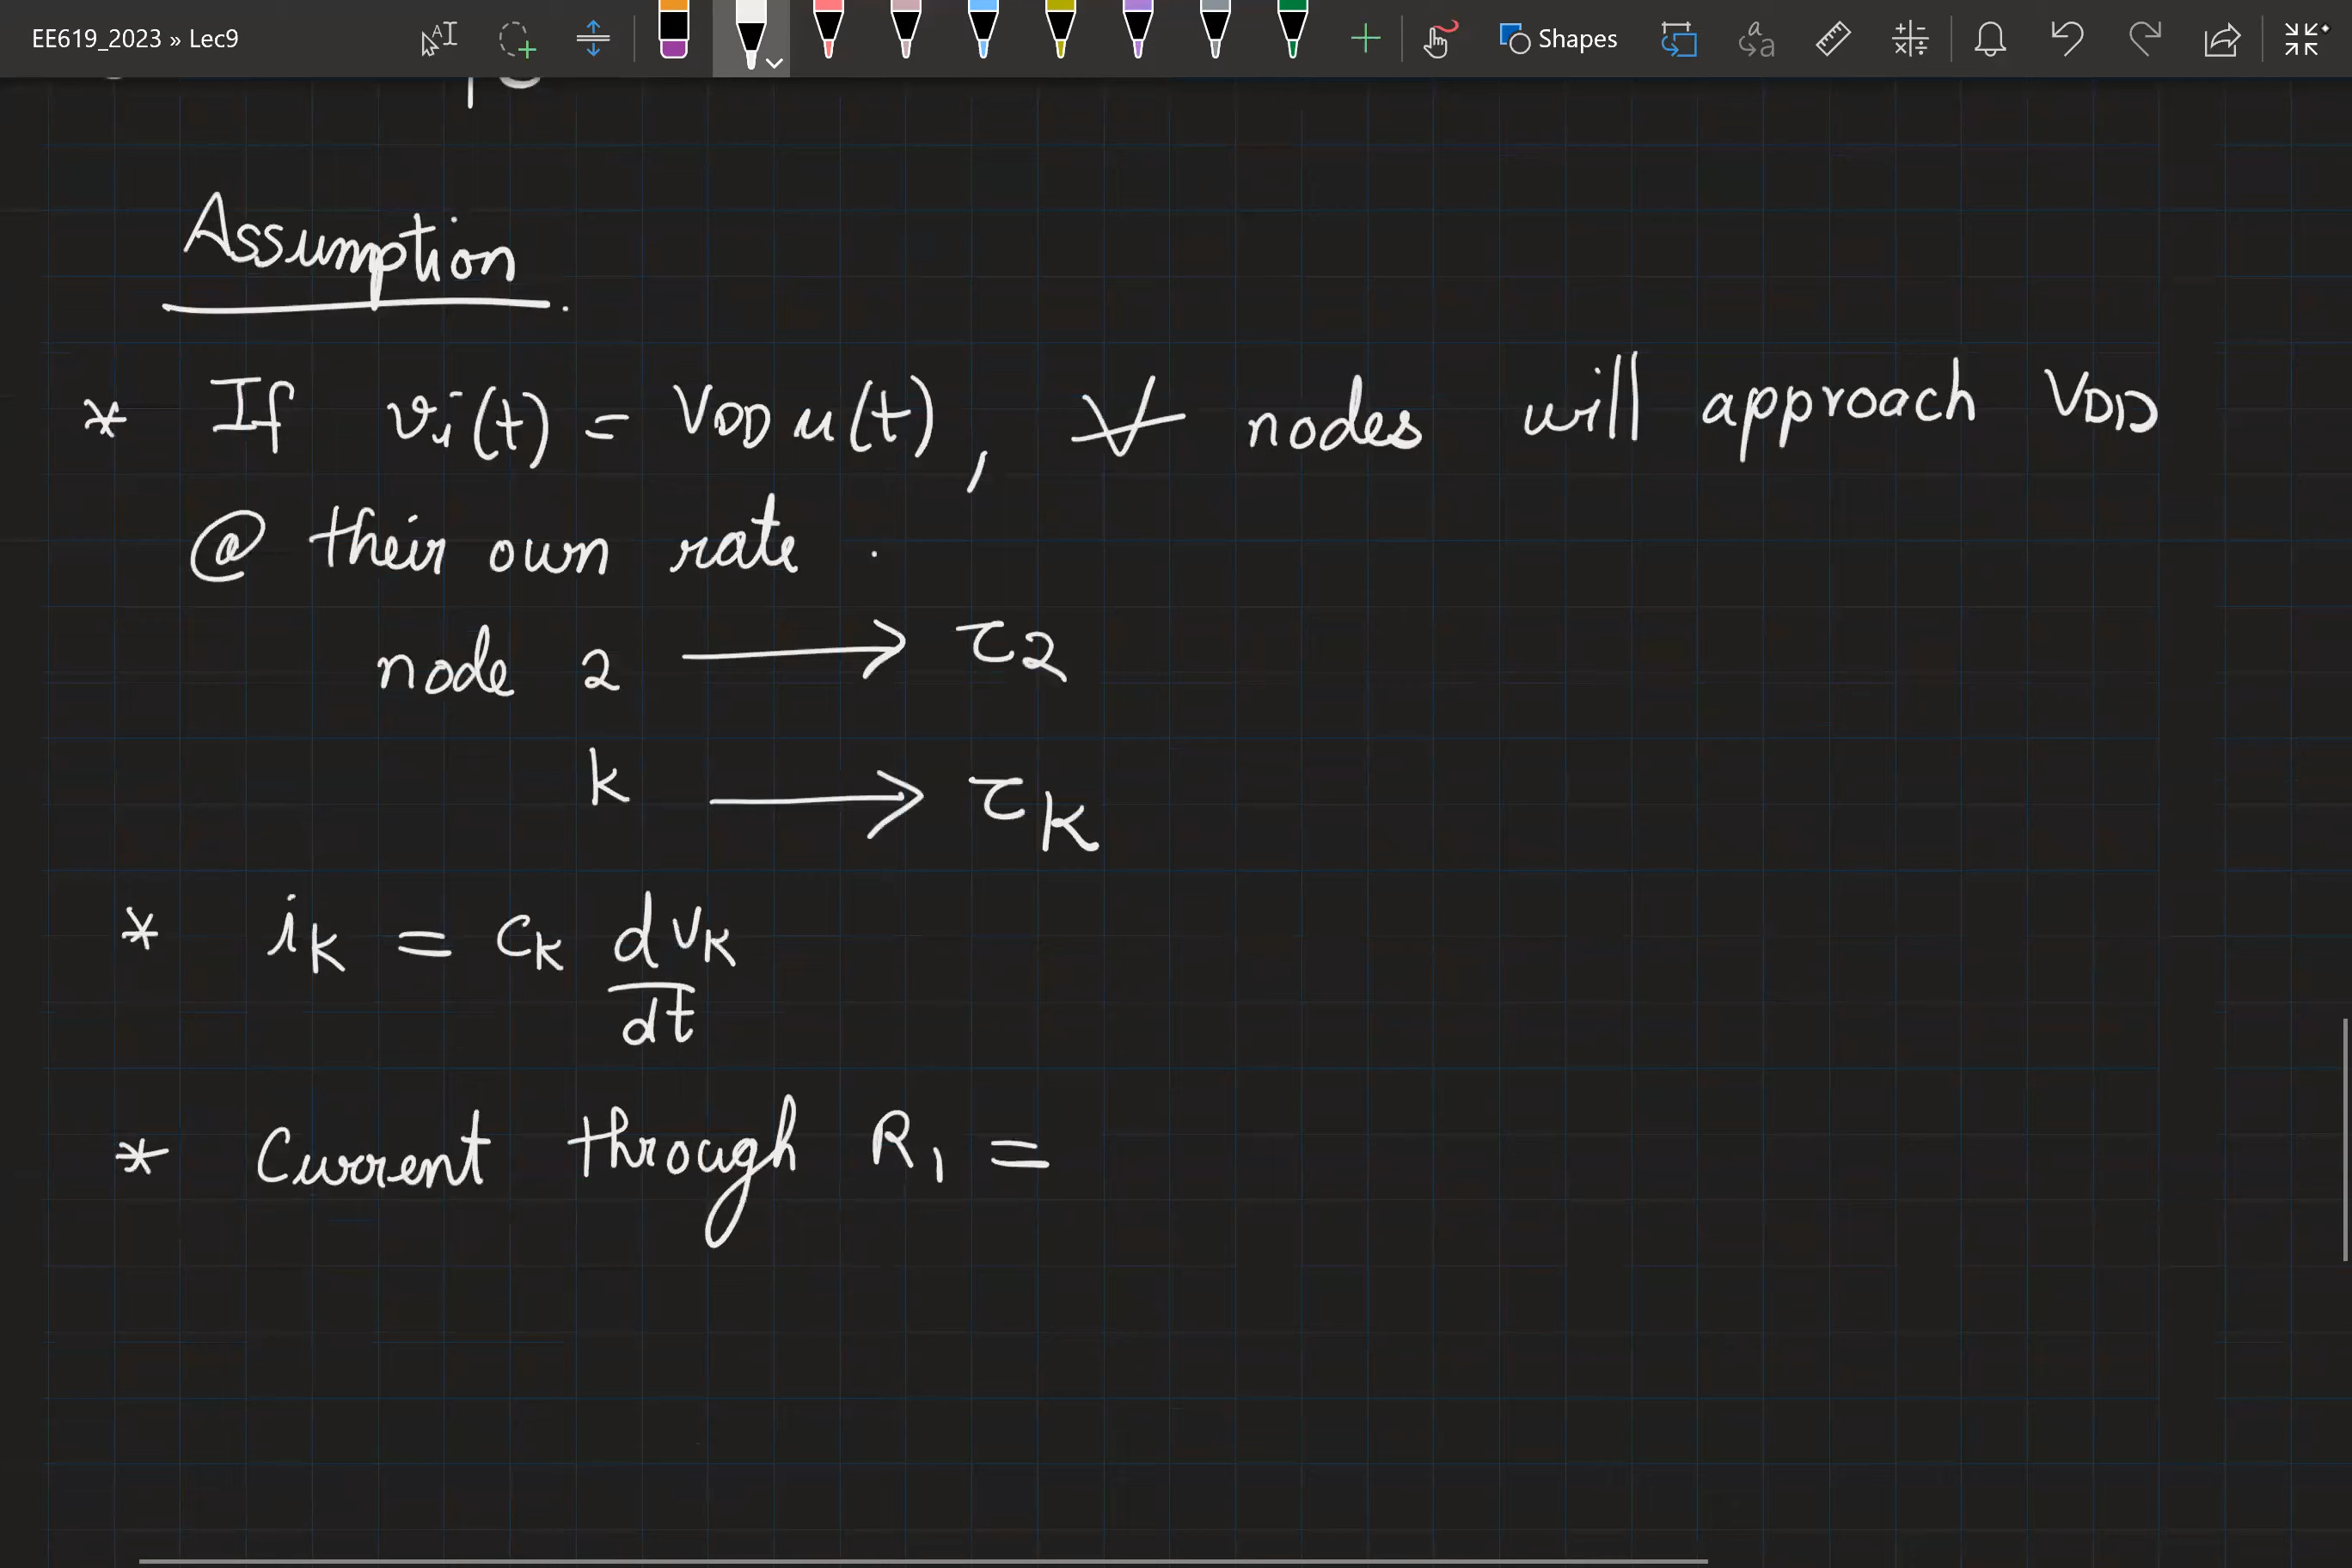 EE619_2023 » Lec9
Shapes
Assumption.
* If vi(t) = VDD u(t), ∀ nodes will approach VDD
@ their own rate.
node 2 ⟶ τ2
k ⟶ τk
* ik = Ck dvk
dt
* Current through R1 =